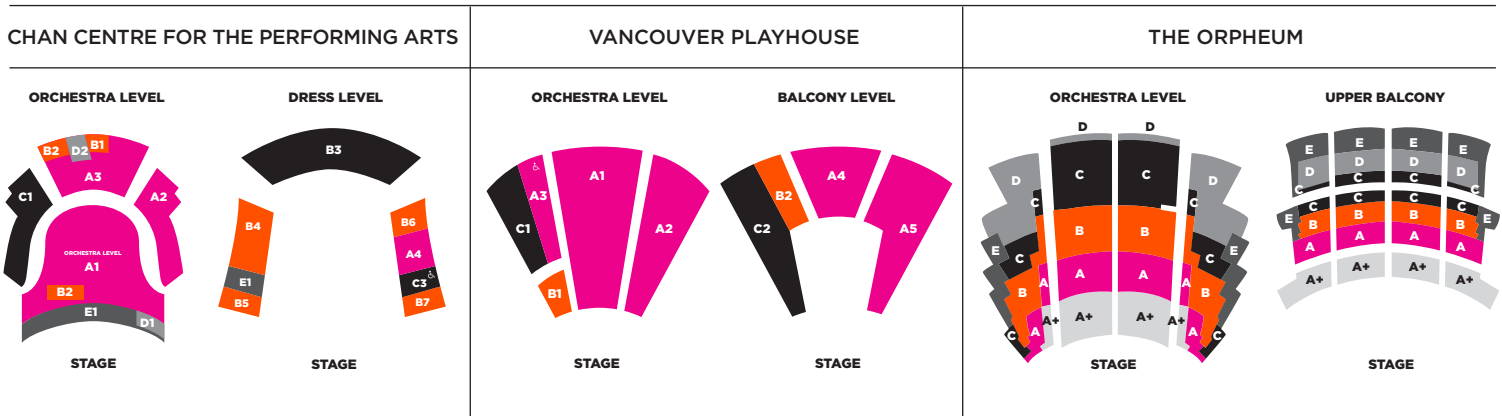 CHAN CENTRE FOR THE PERFORMING ARTS
ORCHESTRA LEVEL
B2 D2 B1
A3
C1
A2
ORCHESTRA LEVEL
A1
B2
E1
D1
STAGE
DRESS LEVEL
B3
B4
B6
A4
E1
C3
B5
B7
STAGE
VANCOUVER PLAYHOUSE
ORCHESTRA LEVEL
A3
A1
C1
A2
B1
STAGE
BALCONY LEVEL
B2
A4
C2
A5
STAGE
THE ORPHEUM
ORCHESTRA LEVEL
D D
D C C D
C C
E C B B C E
B A A A A B
A+ A+ A+ A+
C A A C
STAGE
UPPER BALCONY
E E E E
D D D D
C C C C
C C C C
E B B B B E
A A A A
A+ A+ A+ A+
STAGE